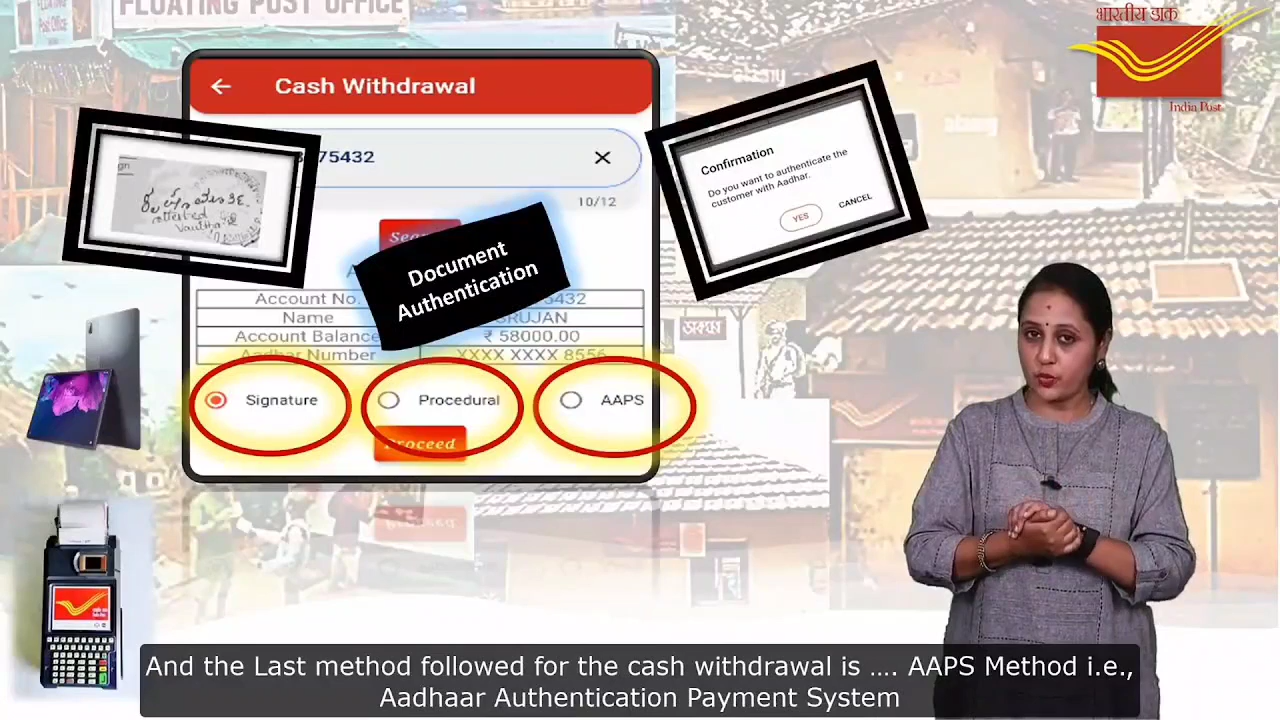 FLOATING POST OFFICE
भारतीय डाक
India Post
Cash Withdrawal
75432
10/12
attested
Confirmation
Do you want to authenticate the
customer with Aadhar.
YES
CANCEL
Document
Authentication
Account No.
5432
Name
SRUJAN
Account Balance
₹ 58000.00
Aadhar Number
XXXX XXXX 8556
Signature
Procedural
AAPS
Proceed
And the Last method followed for the cash withdrawal is .... AAPS Method i.e.,
Aadhaar Authentication Payment System